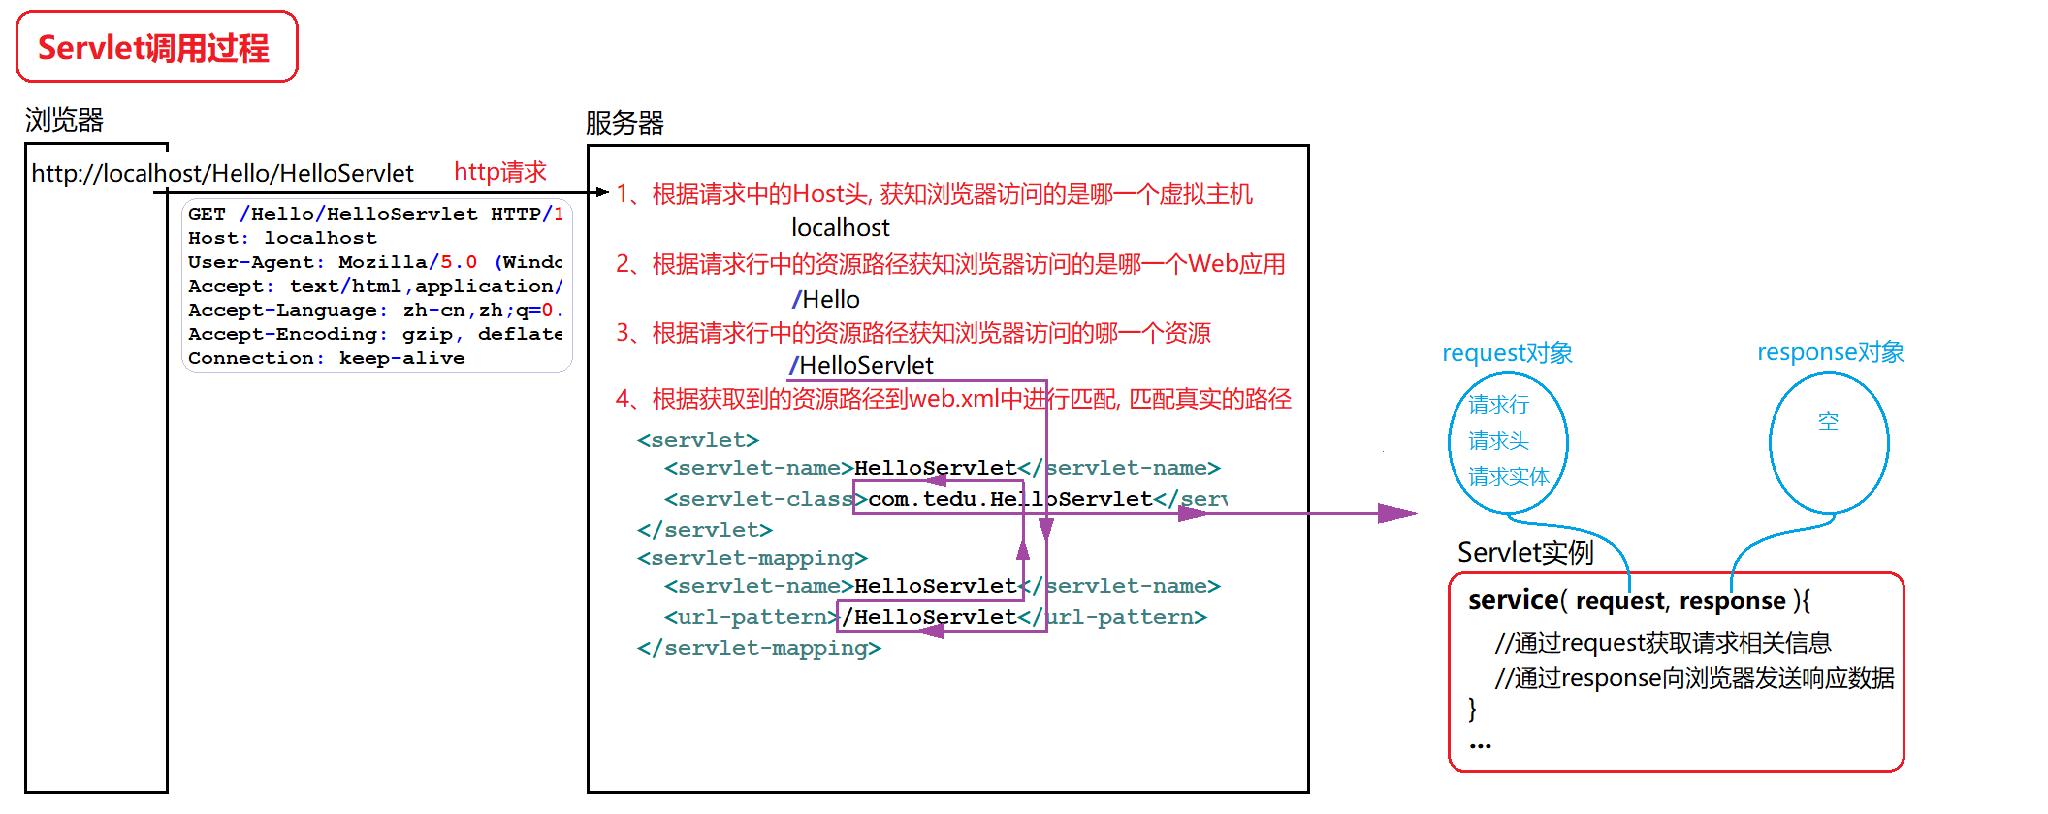 Servlet调用过程
浏览器
http://localhost/Hello/HelloServlet
http请求
GET /Hello/HelloServlet HTTP/1
Host: localhost
User-Agent: Mozilla/5.0 (Windo
Accept: text/html,application/
Accept-Language: zh-cn,zh;q=0.
Accept-Encoding: gzip, deflate
Connection: keep-alive
服务器
1、根据请求中的Host头, 获知浏览器访问的是哪一个虚拟主机
localhost
2、根据请求行中的资源路径获知浏览器访问的是哪一个Web应用
/Hello
3、根据请求行中的资源路径获知浏览器访问的哪一个资源
/HelloServlet
4、根据获取到的资源路径到web.xml中进行匹配, 匹配真实的路径
<servlet>
<servlet-name>HelloServlet</servlet-name>
<servlet-class>com.tedu.HelloServlet</serv
</servlet>
<servlet-mapping>
<servlet-name>HelloServlet</servlet-name>
<url-pattern>/HelloServlet</url-pattern>
</servlet-mapping>
request对象
请求行
请求头
请求实体
response对象
空
Servlet实例
service( request, response ){
//通过request获取请求相关信息
//通过response向浏览器发送响应数据
}
...